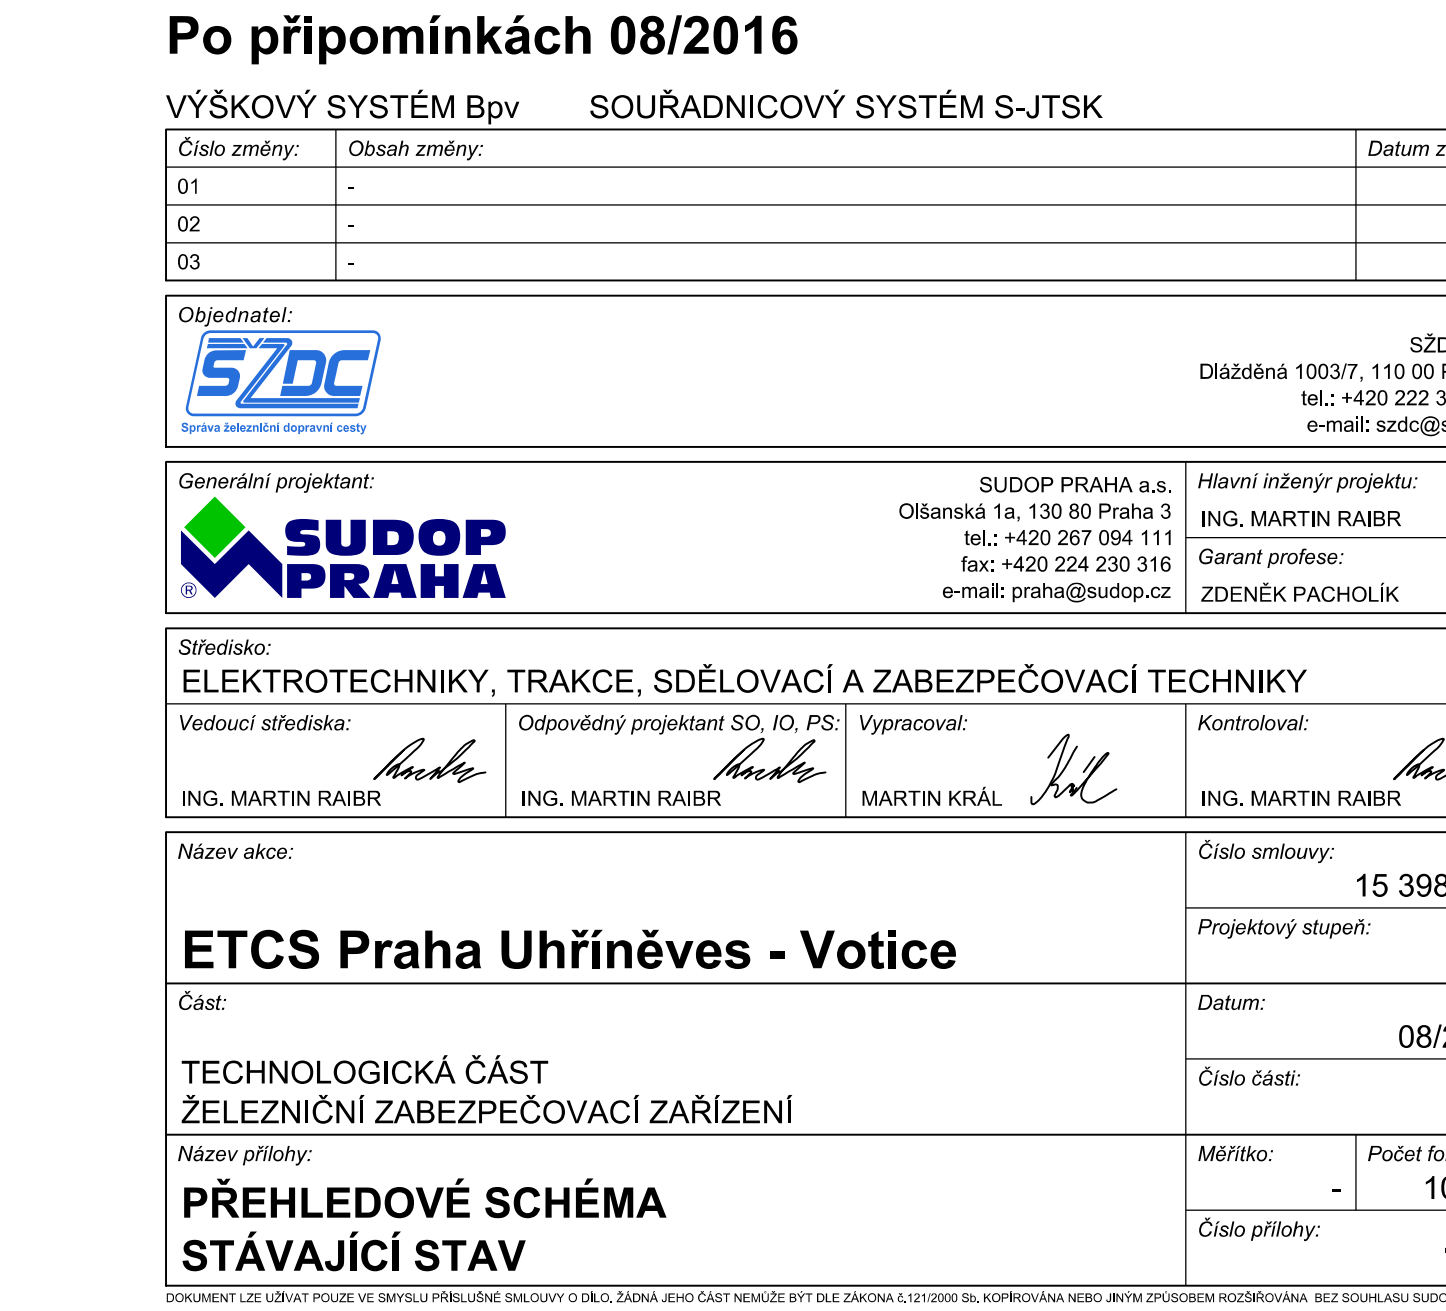 Po připomínkách 08/2016
VÝŠKOVÝ SYSTÉM Bpv SOUŘADNICOVÝ SYSTÉM S-JTSK
Číslo změny: Obsah změny: Datum
01 -
02 -
03 -
Objednatel:
SŽDC
Správa železniční dopravní cesty
Dlážděná 1003/7, 110 00
tel.: +420 222
e-mail:
Generální projektant:
SUDOP PRAHA
®
SUDOP PRAHA a.s.
Olšanská 1a, 130 80 Praha 3
tel.: +420 267 094 111
fax: +420 224 230 316
e-mail: praha@sudop.cz
Hlavní inženýr projektu:
ING. MARTIN RAIBR
Garant profese:
ZDENĚK PACHOLÍK
Středisko:
ELEKTROTECHNIKY, TRAKCE, SDĚLOVACÍ A ZABEZPEČOVACÍ TECHNIKY
Vedoucí střediska:
ING. MARTIN RAIBR
Odpovědný projektant SO, IO, PS:
ING. MARTIN RAIBR
Vypracoval:
MARTIN KRÁL Král
Kontroloval:
ING. MARTIN RAIBR
Název akce:
ETCS Praha Uhříněves - Votice
Číslo smlouvy:
15 398
Projektový stupeň:
Část:
TECHNOLOGICKÁ ČÁST
ŽELEZNIČNÍ ZABEZPEČOVACÍ ZAŘÍZENÍ
Datum:
08/
Číslo části:
Název přílohy:
PŘEHLEDOVÉ SCHÉMA
STÁVAJÍCÍ STAV
Měřítko:
-
Počet
10
Číslo přílohy:
DOKUMENT LZE UŽÍVAT POUZE VE SMYSLU PŘÍSLUŠNÉ SMLOUVY O DÍLO, ŽÁDNÁ JEHO ČÁST NEMŮŽE BÝT DLE ZÁKONA č.121/2000 Sb. KOPÍROVÁNA NEBO JINÝM ZPŮSOBEM ROZŠIŘOVÁNA BEZ SOUHLASU